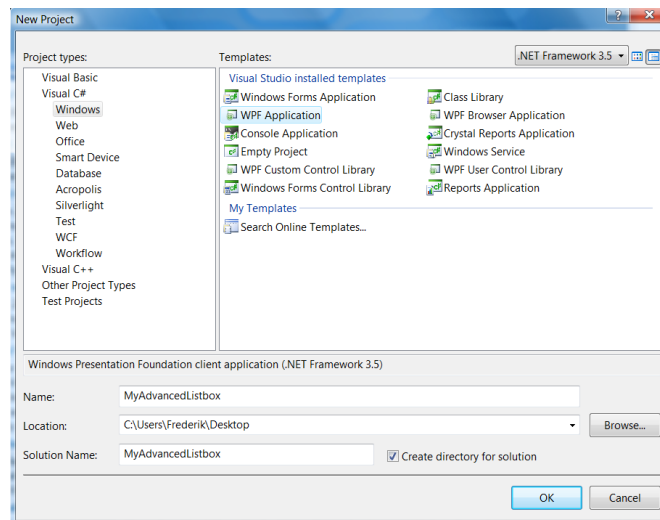 New Project
Project types:
Templates:
.NET Framework 3.5
Visual Basic
Visual C#
Windows
Web
Office
Smart Device
Database
Acropolis
Silverlight
Test
WCF
Workflow
Visual C++
Other Project Types
Test Projects
Visual Studio installed templates
Windows Forms Application
Class Library
WPF Application
WPF Browser Application
Console Application
Crystal Reports Application
Empty Project
Windows Service
WPF Custom Control Library
WPF User Control Library
Windows Forms Control Library
Reports Application
My Templates
Search Online Templates...
Windows Presentation Foundation client application (.NET Framework 3.5)
Name:
MyAdvancedListbox
Location:
C:\Users\Frederik\Desktop
Browse...
Solution Name:
MyAdvancedListbox
Create directory for solution
OK
Cancel